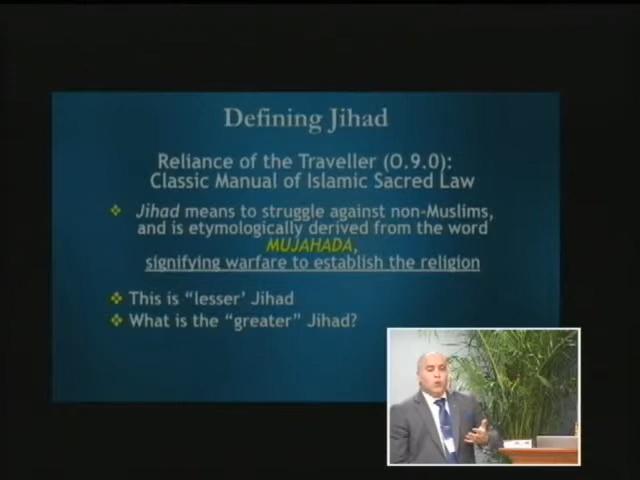 Defining Jihad
Reliance of the Traveller (O.9.0):
Classic Manual of Islamic Sacred Law
Jihad means to struggle against non-Muslims,
and is etymologically derived from the word
MUJAHADA,
signifying warfare to establish the religion
This is “lesser’ Jihad
What is the “greater” Jihad?